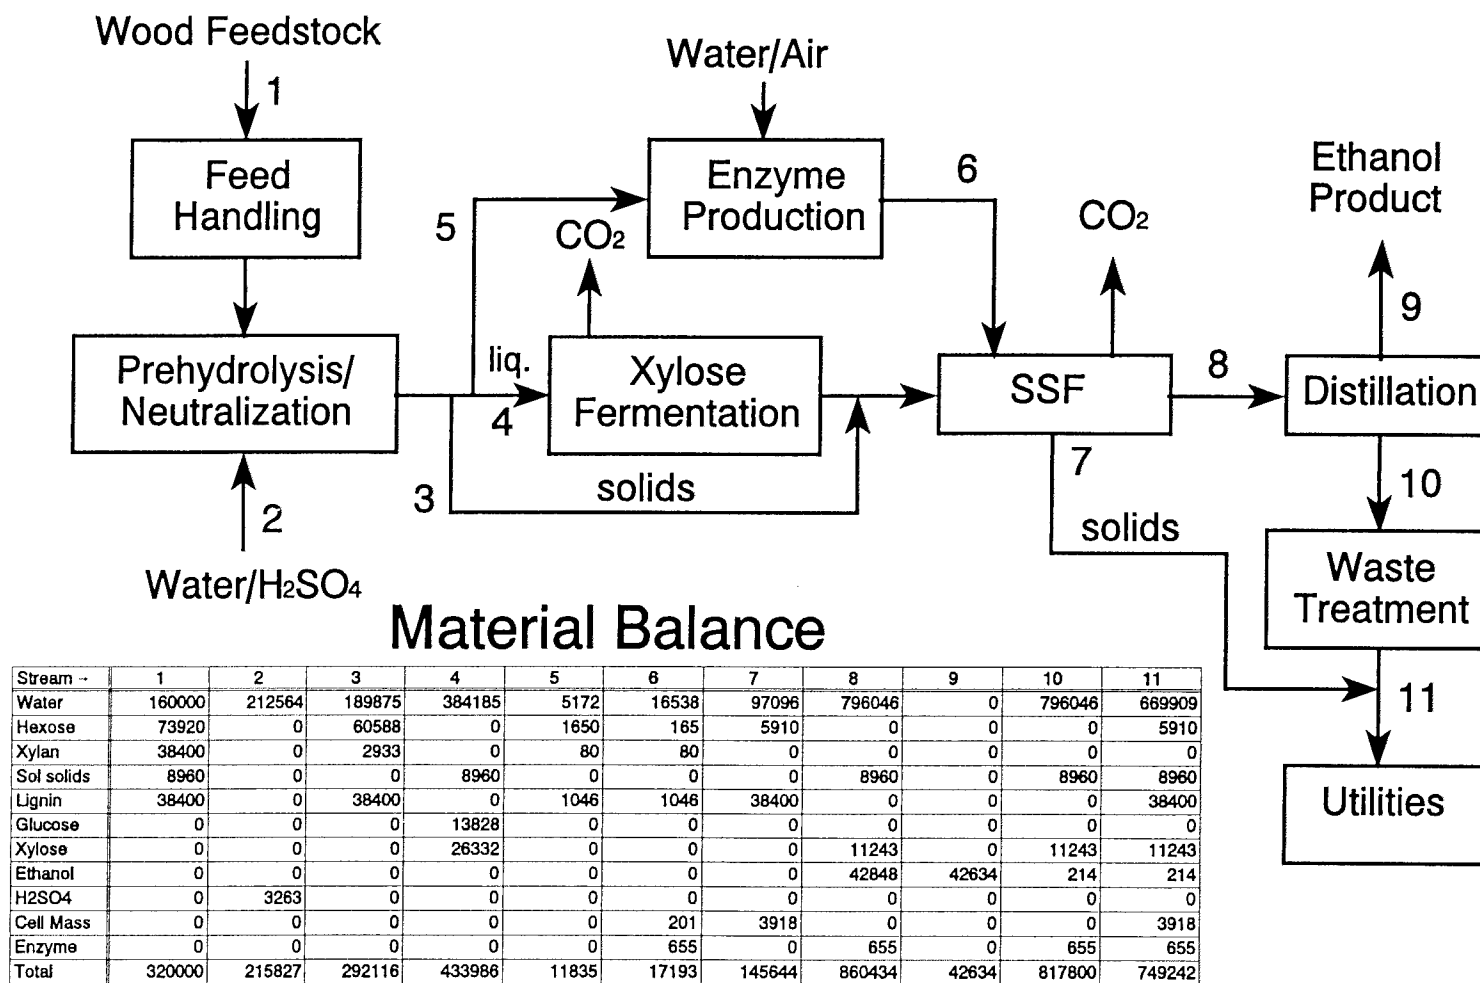 Wood Feedstock
1
Feed
Handling
Prehydrolysis/
Neutralization
2
Water/H2SO4
Water/Air
Enzyme
Production
5
6
CO2
liq.
4
Xylose
Fermentation
3
solids
CO2
SSF
7
solids
8
Ethanol
Product
9
Distillation
10
Waste
Treatment
11
Utilities
Material Balance
Stream → 1 2 3 4 5 6 7 8 9 10 11
Water 160000 212564 189875 384185 5172 16538 97096 796046 0 796046 669909
Hexose 73920 0 60588 0 1650 165 5910 0 0 0 5910
Xylan 38400 0 2933 0 80 80 0 0 0 0 0
Sol solids 8960 0 0 8960 0 0 0 8960 0 8960 8960
Lignin 38400 0 38400 0 1046 1046 38400 0 0 0 38400
Glucose 0 0 0 13828 0 0 0 0 0 0 0
Xylose 0 0 0 26332 0 0 0 11243 0 11243 11243
Ethanol 0 0 0 0 0 0 0 42848 42634 214 214
H2SO4 0 3263 0 0 0 0 0 0 0 0 0
Cell Mass 0 0 0 0 0 201 3918 0 0 0 3918
Enzyme 0 0 0 0 0 655 0 655 0 655 655
Total 320000 215827 292116 433986 11835 17193 145644 860434 42634 817800 749242